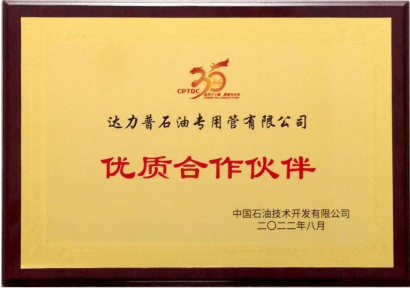 CPTDC
达力普石油专用管有限公司
优质合作伙伴
中国石油技术开发有限公司
二〇二二年八月